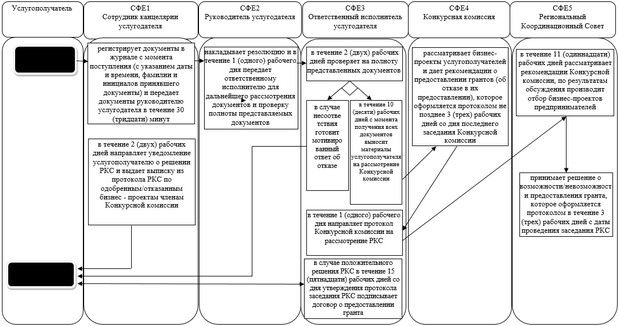 Услугополучатель
СФЕ1
Сотрудник канцелярии
услугодателя
СФЕ2
Руководитель услугодателя
СФЕ3
Ответственный исполнитель
услугодателя
СФЕ4
Конкурсная комиссия
СФЕ5
Региональный
Координационный Совет
регистрирует документы в
журнале с момента
поступления (с указанием даты
и времени, фамилии и
инициалов принявшего
документы) и передает
документы руководителю
услугодателя в течение 30
(тридцати) минут
в течение 2 (двух) рабочих
дней направляет уведомление
услугополучателю о решении
РКС и выдает выписку из
протокола РКС по
одобренным/отказанным
бизнес - проектам членам
Конкурсной комиссии
накладывает резолюцию и в
течение 1 (одного) рабочего
дня передает
ответственному
исполнителю для
дальнейшего рассмотрения
документов и проверку
полноты представляемых
документов
в течение 2 (двух) рабочих
дней проверяет на полноту
представленных документов
в случае
несоответ
ствия
готовит
мотивиро
ванный
ответ об
отказе
в течение 10
(десяти) рабочих
дней с момента
получения всех
документов
выносит
материалы
услугополучателя
на рассмотрение
Конкурсной
комиссии
в течение 1 (одного) рабочего
дня направляет протокол
Конкурсной комиссии на
рассмотрение РКС
в случае положительного
решения РКС в течение 15
(пятнадцати) рабочих дней со
дня утверждения протокола
заседания РКС подписывает
договор о предоставлении
гранта
рассматривает бизнес-
проекты услугополучателей
и дает рекомендации о
предоставлении грантов (об
отказе в их
предоставлении), которое
оформляется протоколом не
позднее 3 (трех) рабочих
дней со дня последнего
заседания Конкурсной
комиссии
в течение 11 (одиннадцати)
рабочих дней рассматривает
рекомендации Конкурсной
комиссии, по результатам
обсуждения производит
отбор бизнес-проектов
предпринимателей
принимает решение о
возможности/невозможност
и предоставления гранта,
которое оформляется
протоколом в течение 3
(трех) рабочих дней с даты
проведения заседания РКС